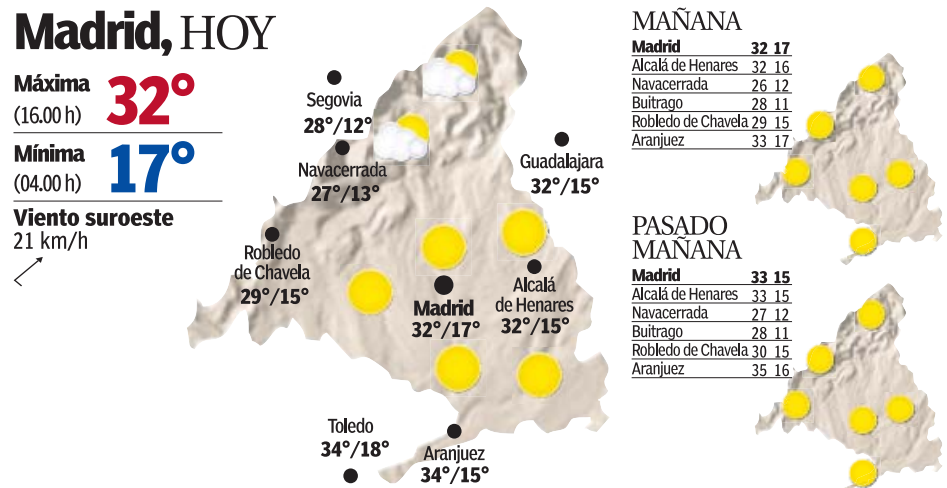 Madrid, HOY
Máxima
(16.00 h)
32°
Mínima
(04.00 h)
17°
Viento suroeste
21 km/h
Segovia
28°/12°
Navacerrada
27°/13°
Guadalajara
32°/15°
Robledo
de Chavela
29°/15°
Madrid
32°/17°
Alcalá
de Henares
32°/15°
Toledo
34°/18°
Aranjuez
34°/15°
MAÑANA
Madrid 32 17
Alcalá de Henares 32 16
Navacerrada 26 12
Buitrago 28 11
Robledo de Chavela 29 15
Aranjuez 33 17
PASADO
MAÑANA
Madrid 33 15
Alcalá de Henares 33 15
Navacerrada 27 12
Buitrago 28 11
Robledo de Chavela 30 15
Aranjuez 35 16